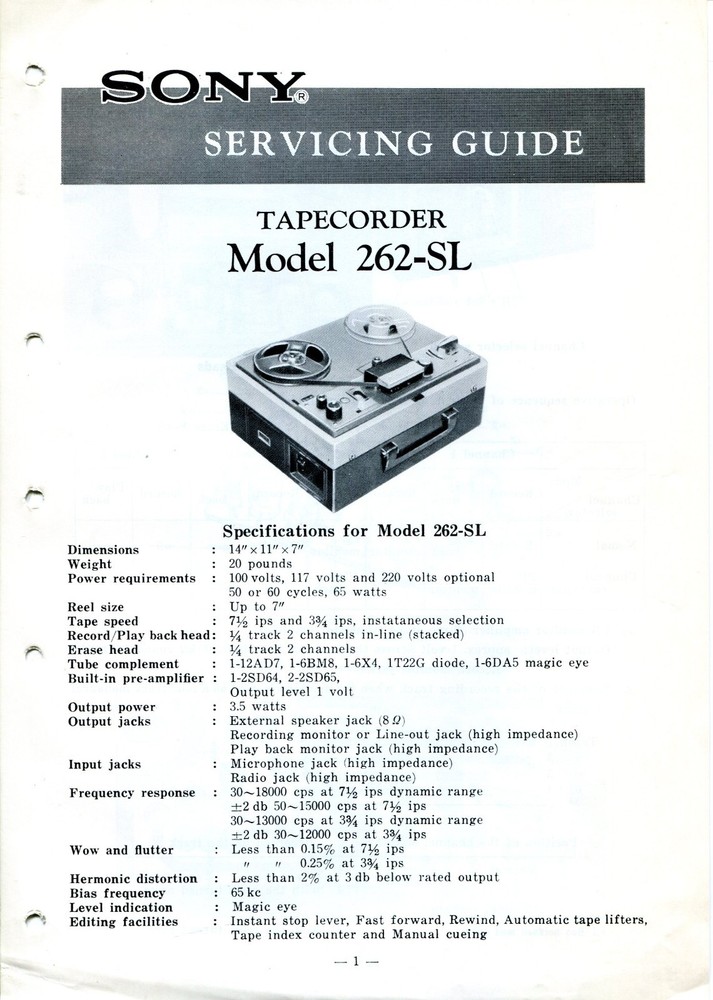 SONY®
SERVICING GUIDE
TAPECORDER
Model 262-SL
Specifications for Model 262-SL
Dimensions : 14″×11″×7″
Weight : 20 pounds
Power requirements : 100 volts, 117 volts and 220 volts optional
50 or 60 cycles, 65 watts
Reel size : Up to 7″
Tape speed : 7½ ips and 3¾ ips, instataneous selection
Record/Play back head: ¼ track 2 channels in-line (stacked)
Erase head : ¼ track 2 channels
Tube complement : 1-12AD7, 1-6BM8, 1-6X4, 1T22G diode, 1-6DA5 magic eye
Built-in pre-amplifier : 1-2SD64, 2-2SD65,
Output level 1 volt
Output power : 3.5 watts
Output jacks : External speaker jack (8 Ω)
Recording monitor or Line-out jack (high impedance)
Play back monitor jack (high impedance)
Input jacks : Microphone jack (high impedance)
Radio jack (high impedance)
Frequency response : 30~18000 cps at 7½ ips dynamic range
±2 db 50~15000 cps at 7½ ips
30~13000 cps at 3¾ ips dynamic range
±2 db 30~12000 cps at 3¾ ips
Wow and flutter : Less than 0.15% at 7½ ips
″ ″ 0.25% at 3¾ ips
Hermonic distortion : Less than 2% at 3 db below rated output
Bias frequency : 65 kc
Level indication : Magic eye
Editing facilities : Instant stop lever, Fast forward, Rewind, Automatic tape lifters,
Tape index counter and Manual cueing
— 1 —